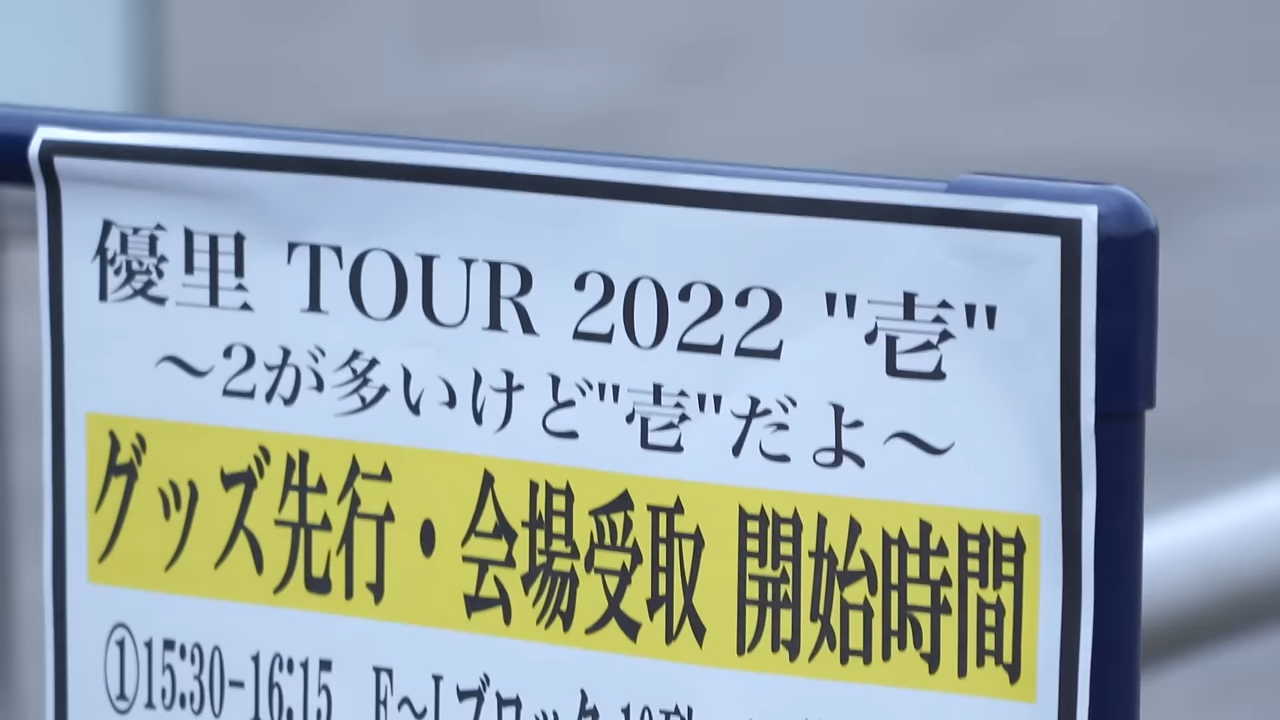 優里 TOUR 2022 "壱"
〜2が多いけど"壱"だよ〜
グッズ先行・会場受取 開始時間
①15:30-16:15 F〜Iブロック